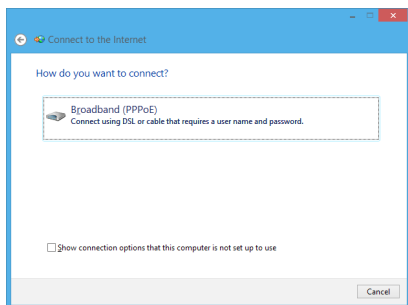 Connect to the Internet
How do you want to connect?
Broadband (PPPoE)
Connect using DSL or cable that requires a user name and password.
Show connection options that this computer is not set up to use
Cancel